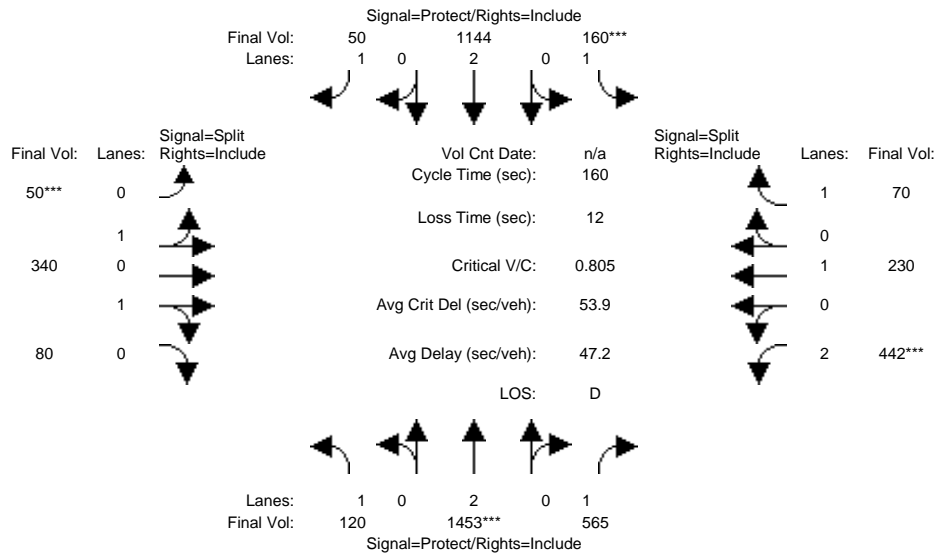 Signal=Protect/Rights=Include
Final Vol: 50 1144 160***
Lanes: 1 0 2 0 1
Signal=Split
Final Vol: Lanes: Rights=Include
Vol Cnt Date: n/a
Signal=Split
Rights=Include Lanes: Final Vol:
Cycle Time (sec): 160
50*** 0
1 70
Loss Time (sec): 12
1
0
340 0
Critical V/C: 0.805
1 230
1
Avg Crit Del (sec/veh): 53.9
0
80 0
Avg Delay (sec/veh): 47.2
2 442***
LOS: D
Lanes: 1 0 2 0 1
Final Vol: 120 1453*** 565
Signal=Protect/Rights=Include